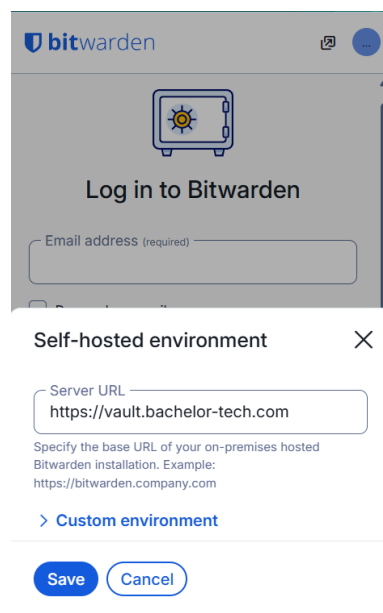 bitwarden
...
Log in to Bitwarden
Email address (required)
Self-hosted environment
Server URL
https://vault.bachelor-tech.com
Specify the base URL of your on-premises hosted
Bitwarden installation. Example:
https://bitwarden.company.com
Custom environment
Save
Cancel